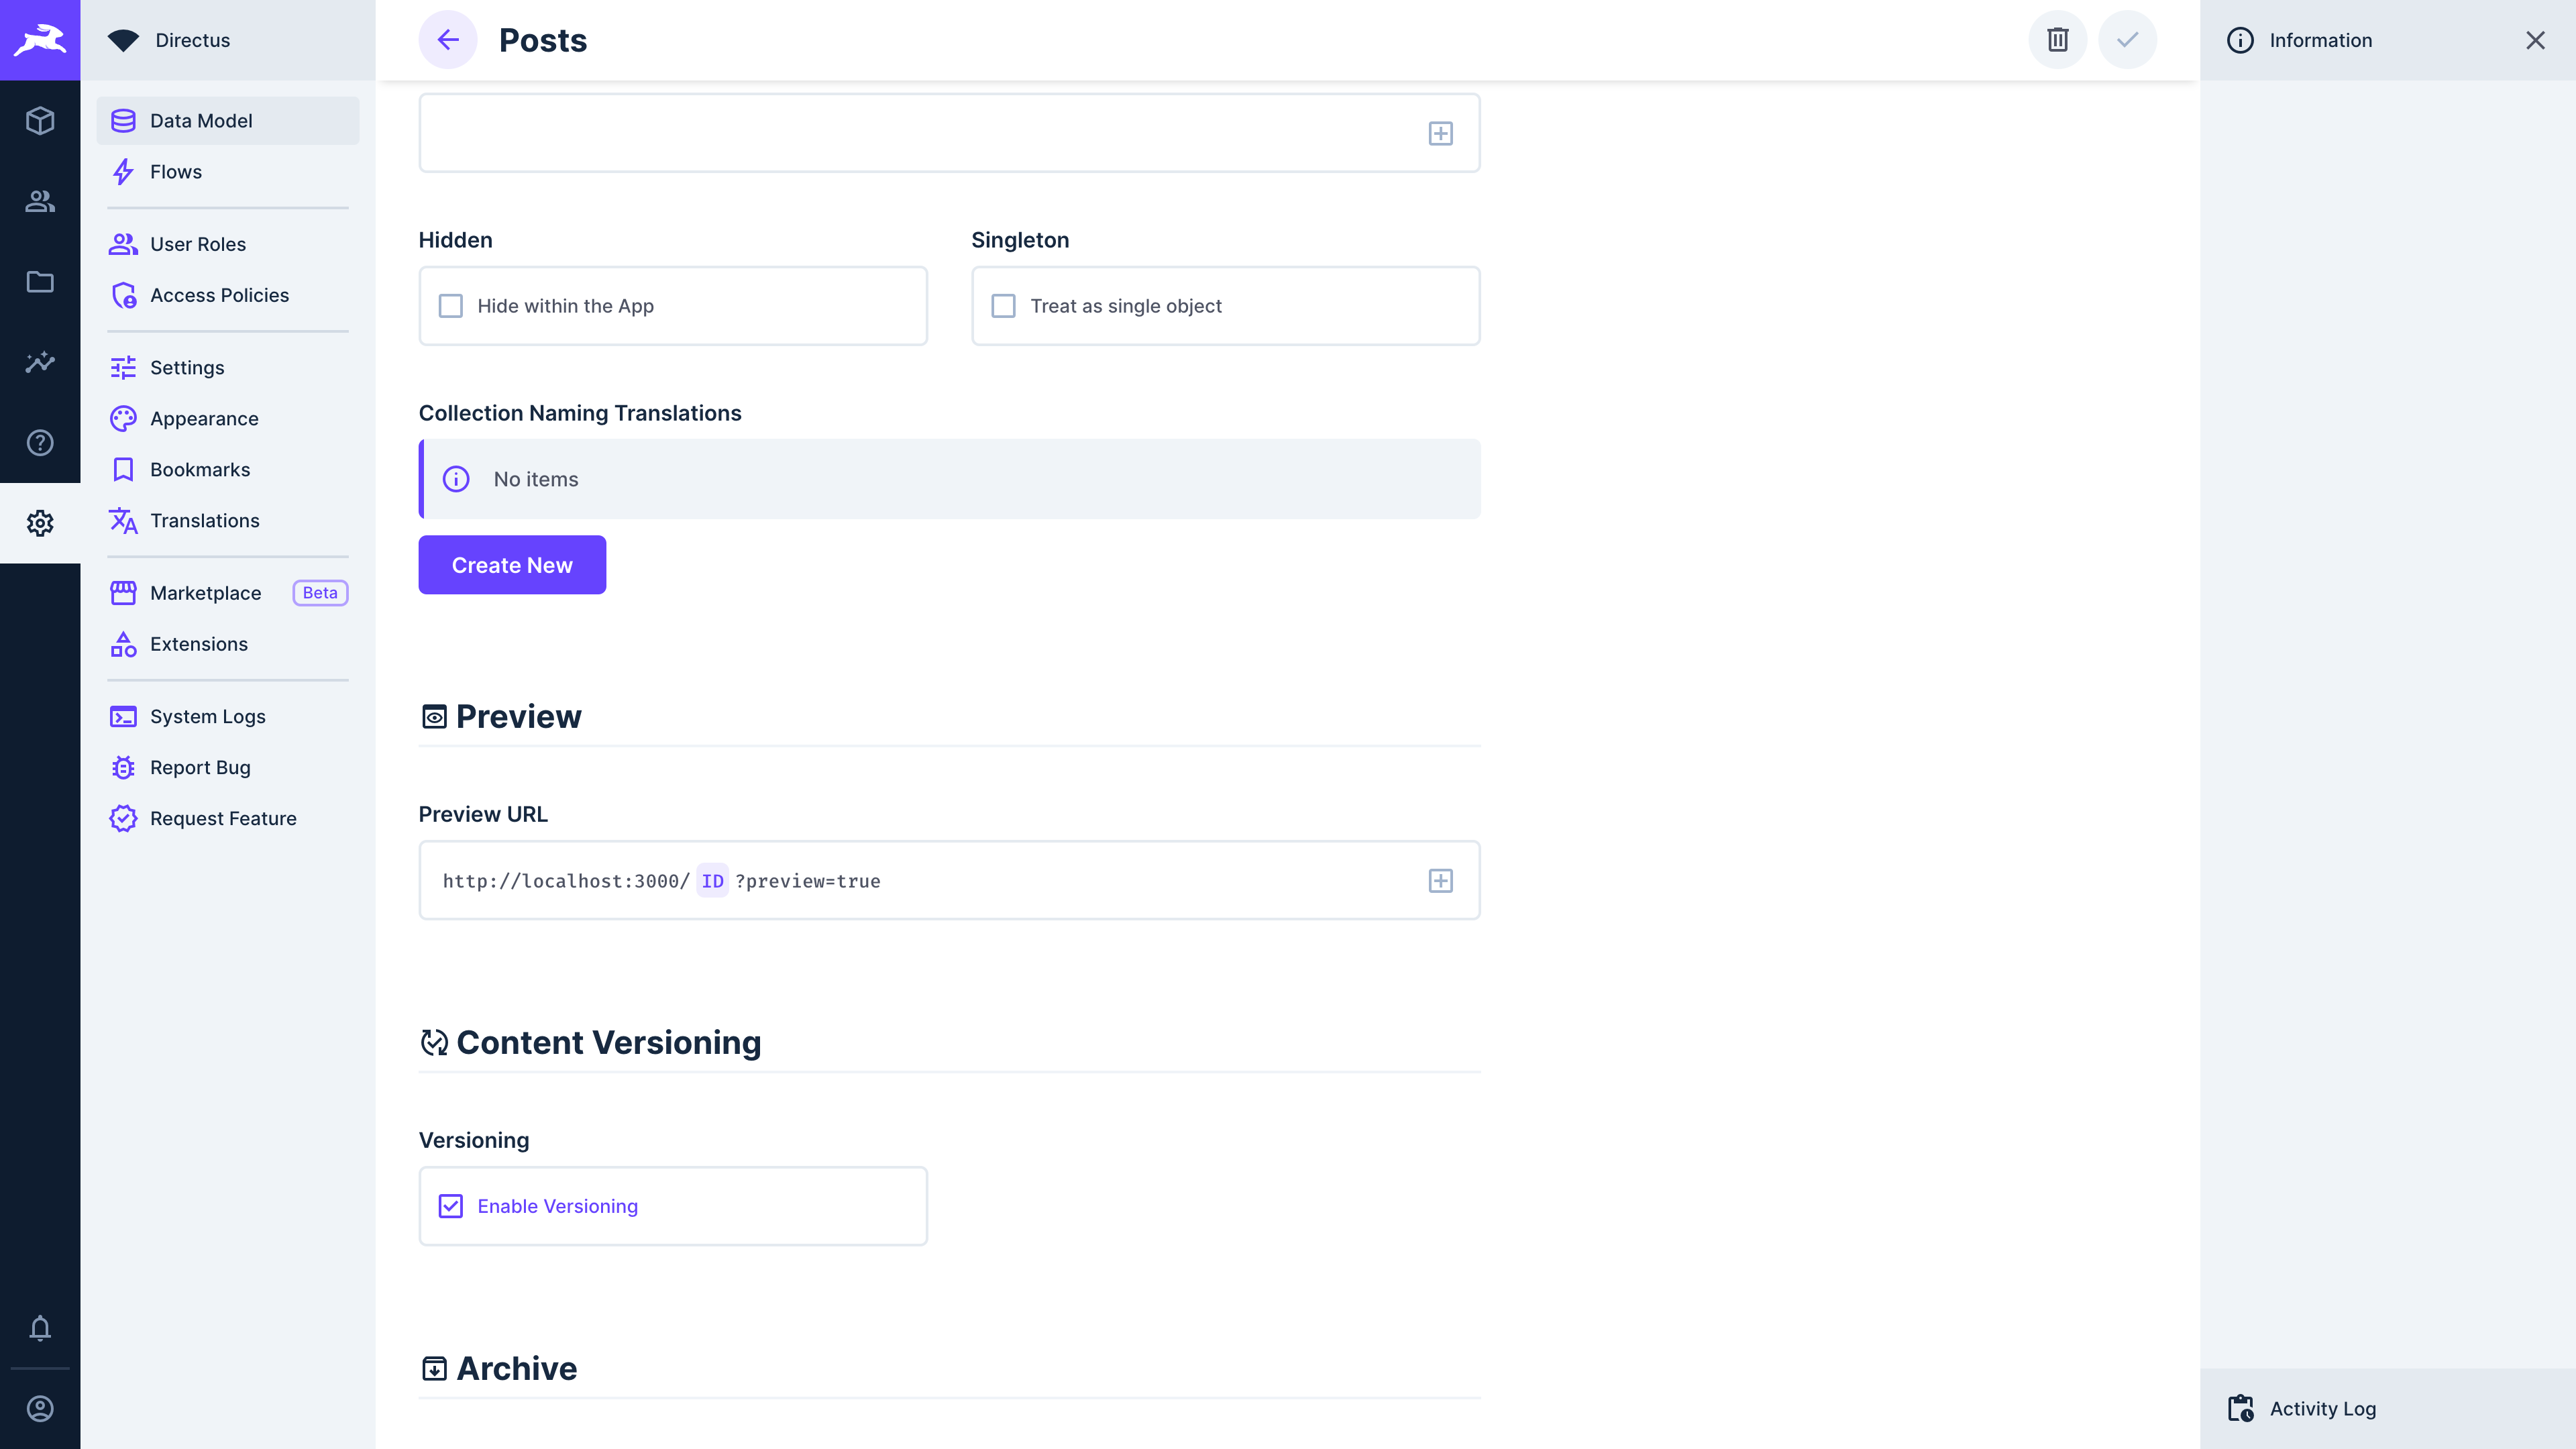 Directus
Posts
Information
Data Model
Flows
User Roles
Access Policies
Settings
Appearance
Bookmarks
Translations
Marketplace Beta
Extensions
System Logs
Report Bug
Request Feature
Hidden
Singleton
Hide within the App
Treat as single object
Collection Naming Translations
No items
Create New
Preview
Preview URL
http://localhost:3000/ ID ?preview=true
Content Versioning
Versioning
Enable Versioning
Archive
Activity Log